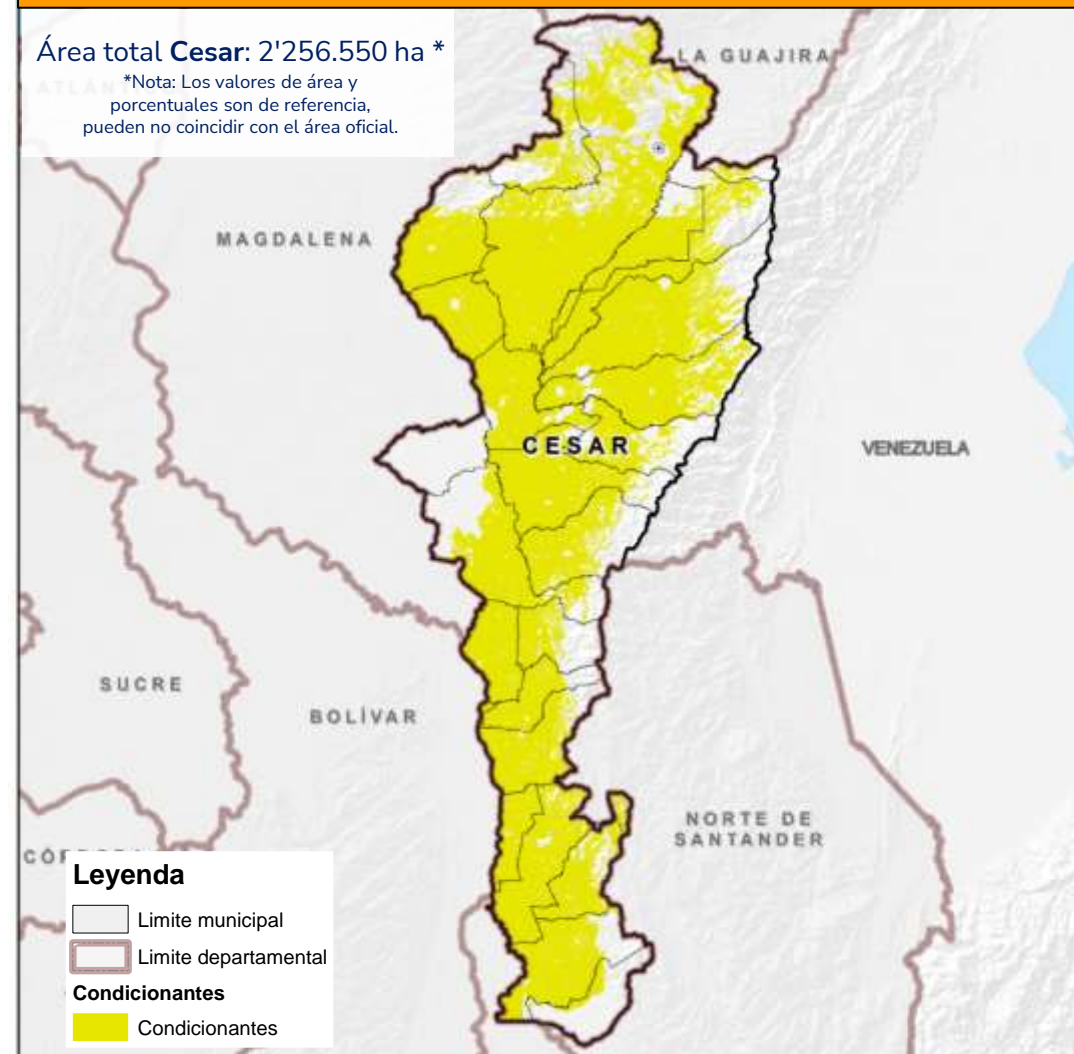 Área total Cesar: 2'256.550 ha *
*Nota: Los valores de área y
porcentuales son de referencia,
pueden no coincidir con el área oficial.
LA GUAJIRA
MAGDALENA
CESAR
VENEZUELA
SUCRE
BOLÍVAR
NORTE DE
SANTANDER
Leyenda
Limite municipal
Limite departamental
Condicionantes
Condicionantes